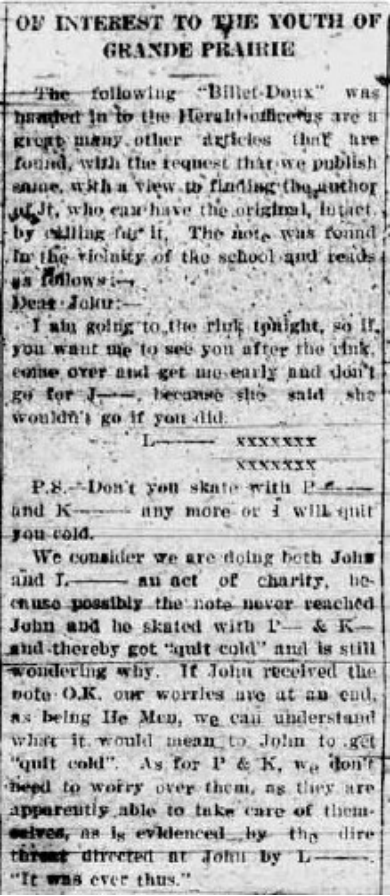 OF INTEREST TO THE YOUTH OF
GRANDE PRAIRIE
The following "Billet-Doux" was
handed in to the Herald office as are a
great many other articles that are
found, with the request that we publish
same, with a view to finding the author
of it, who can have the original, intact
by calling for it. The note was found
in the vicinity of the school and reads
as follows:—
Dear John:—
I am going to the rink tonight, so if
you want me to see you after the rink,
come over and get me early and don't
go for J——, because she said she
wouldn't go if you did.
L—— xxxxxxx
xxxxxxx
P.S.—Don't you skate with P——
and K—— any more or I will quit
you cold.
We consider we are doing both John
and L—— an act of charity, be-
cause possibly the note never reached
John and he skated with P— & K—
and thereby got "quit cold" and is still
wondering why. If John received the
note O.K. our worries are at an end,
as being He Men, we can understand
what it would mean to John to get
"quit cold". As for P & K, we don't
need to worry over them, as they are
apparently able to take care of them-
selves, as is evidenced by the dire
threat directed at John by L——.
"It was ever thus."